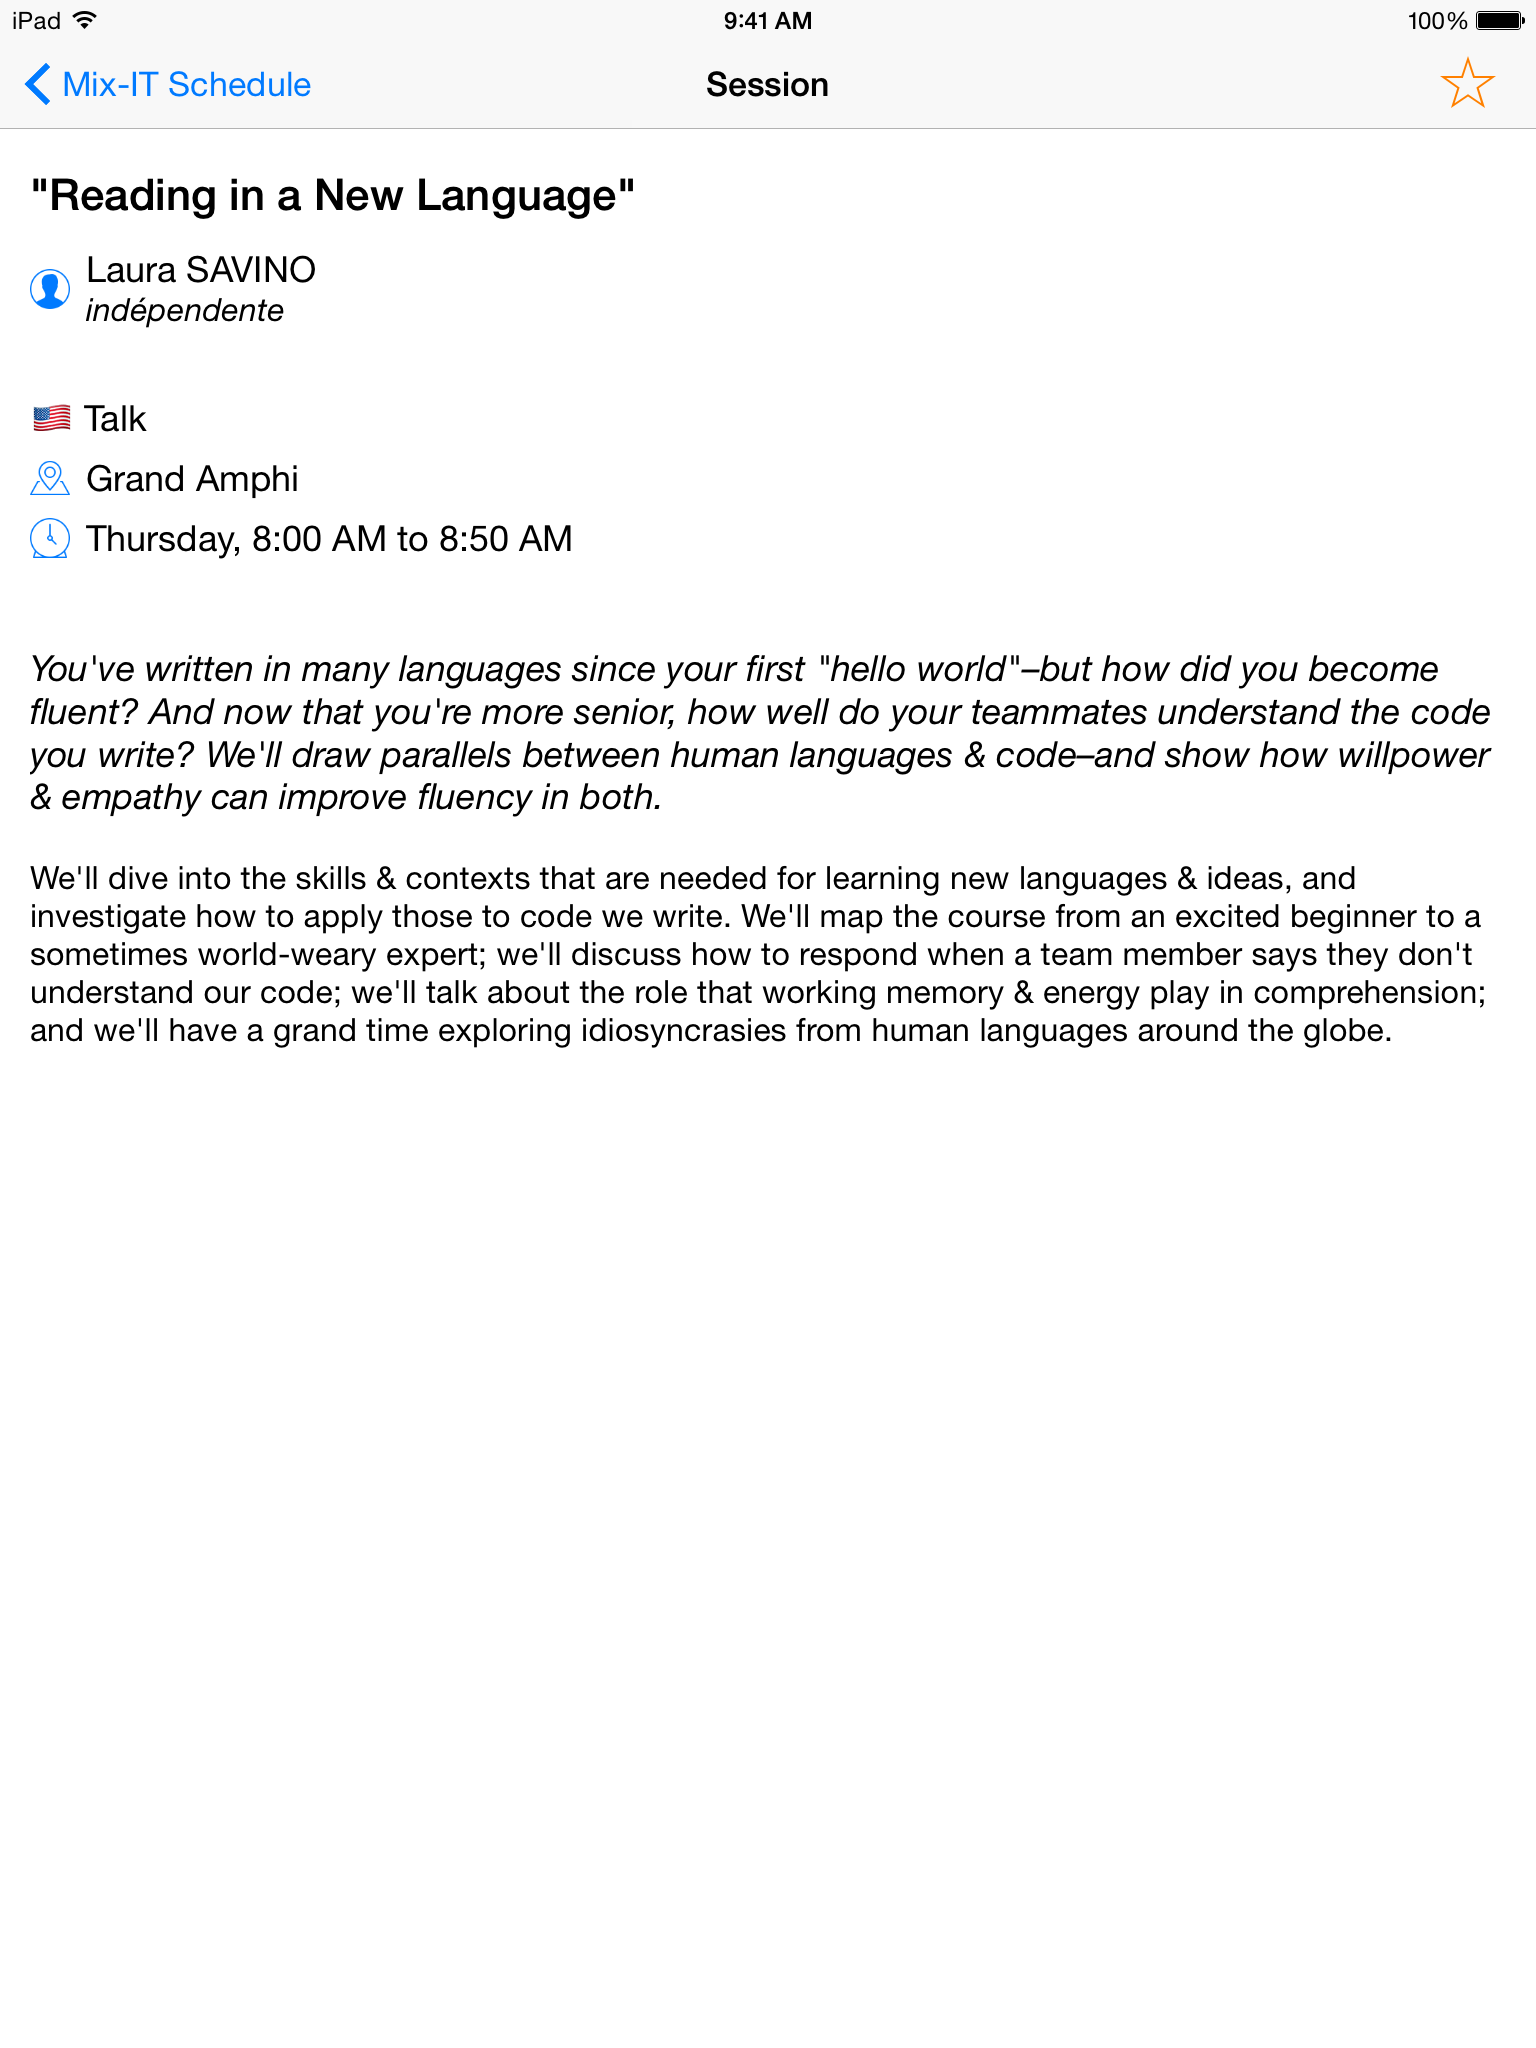 iPad
9:41 AM
100%
Mix-IT Schedule
Session
"Reading in a New Language"
Laura SAVINO
indépendente
Talk
Grand Amphi
Thursday, 8:00 AM to 8:50 AM
You've written in many languages since your first "hello world"–but how did you become
fluent? And now that you're more senior, how well do your teammates understand the code
you write? We'll draw parallels between human languages & code–and show how willpower
& empathy can improve fluency in both.
We'll dive into the skills & contexts that are needed for learning new languages & ideas, and
investigate how to apply those to code we write. We'll map the course from an excited beginner to a
sometimes world-weary expert; we'll discuss how to respond when a team member says they don't
understand our code; we'll talk about the role that working memory & energy play in comprehension;
and we'll have a grand time exploring idiosyncrasies from human languages around the globe.